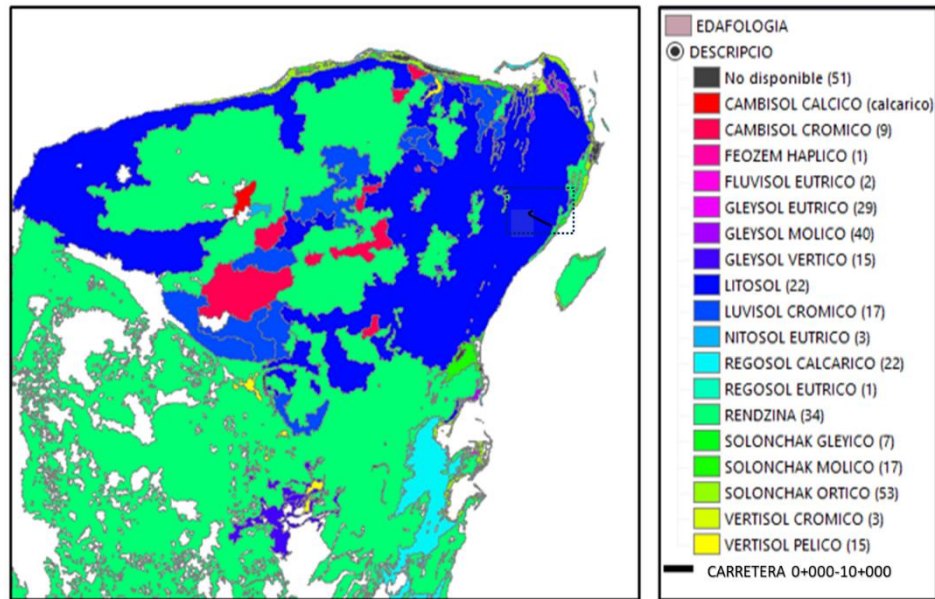 EDAFOLOGIA
DESCRIPCIO
No disponible (51)
CAMBISOL CALCICO (calcarico)
CAMBISOL CROMICO (9)
FEOZEM HAPLICO (1)
FLUVISOL EUTRICO (2)
GLEYSOL EUTRICO (29)
GLEYSOL MOLICO (40)
GLEYSOL VERTICO (15)
LITOSOL (22)
LUVISOL CROMICO (17)
NITOSOL EUTRICO (3)
REGOSOL CALCARICO (22)
REGOSOL EUTRICO (1)
RENDZINA (34)
SOLONCHAK GLEYICO (7)
SOLONCHAK MOLICO (17)
SOLONCHAK ORTICO (53)
VERTISOL CROMICO (3)
VERTISOL PELICO (15)
CARRETERA 0+000-10+000